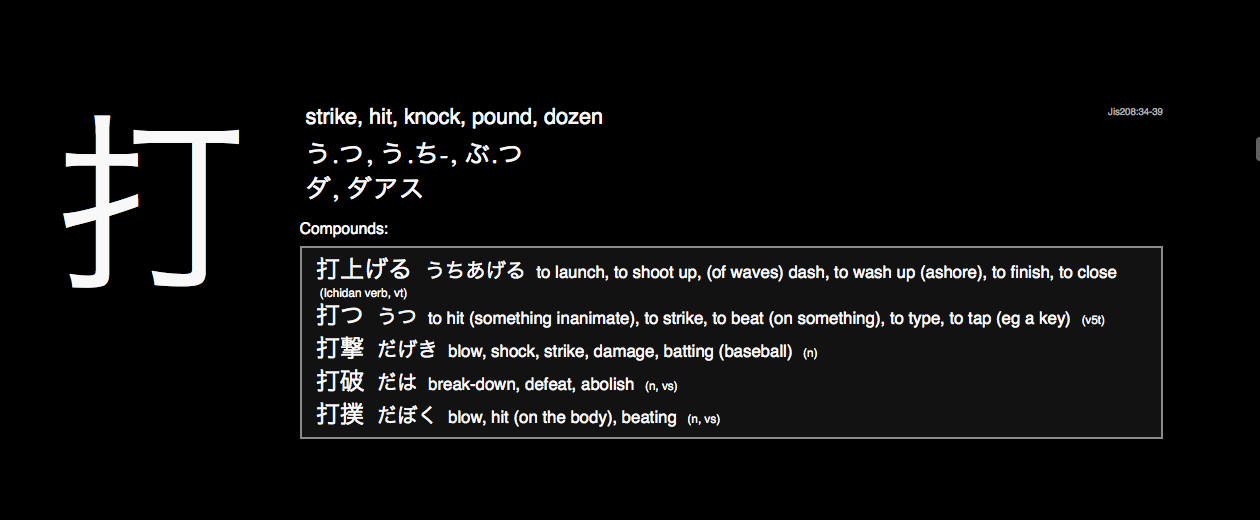 打
strike, hit, knock, pound, dozen
Jis208:34-39
う.つ, う.ち-, ぶ.つ
ダ, ダアス
Compounds:
打上げる うちあげる to launch, to shoot up, (of waves) dash, to wash up (ashore), to finish, to close
(Ichidan verb, vt)
打つ うつ to hit (something inanimate), to strike, to beat (on something), to type, to tap (eg a key) (v5t)
打撃 だげき blow, shock, strike, damage, batting (baseball) (n)
打破 だは break-down, defeat, abolish (n, vs)
打撲 だぼく blow, hit (on the body), beating (n, vs)